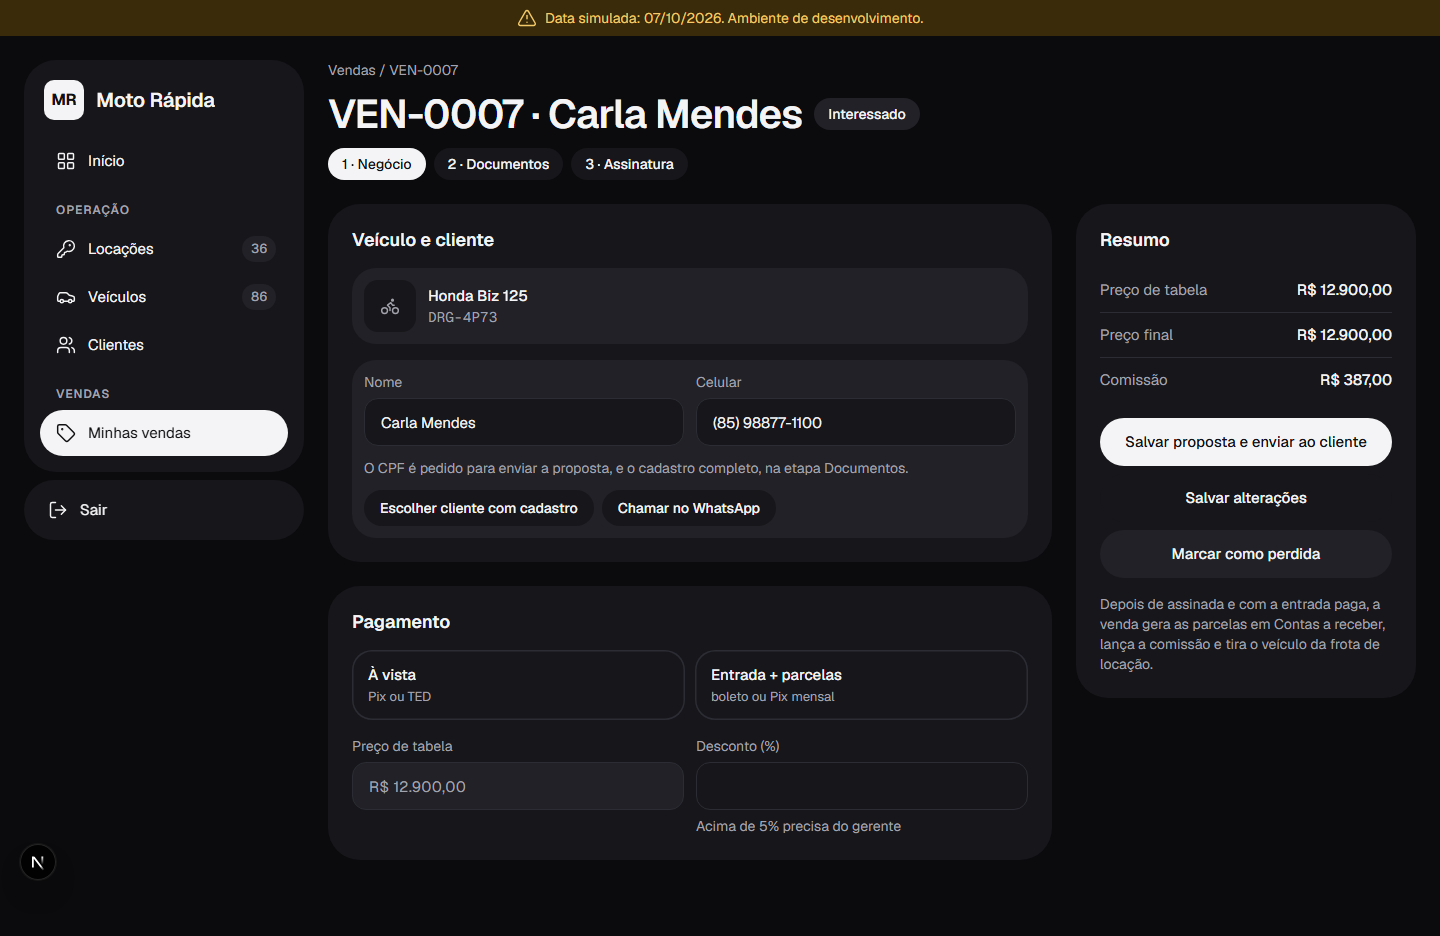 Data simulada: 07/10/2026. Ambiente de desenvolvimento.
MR
Moto Rápida
Início
OPERAÇÃO
Locações 36
Veículos 86
Clientes
VENDAS
Minhas vendas
Sair
Vendas / VEN-0007
VEN-0007 · Carla Mendes
Interessado
1 · Negócio
2 · Documentos
3 · Assinatura
Veículo e cliente
Honda Biz 125
DRG-4P73
Nome
Celular
Carla Mendes
(85) 98877-1100
O CPF é pedido para enviar a proposta, e o cadastro completo, na etapa Documentos.
Escolher cliente com cadastro
Chamar no WhatsApp
Pagamento
À vista
Pix ou TED
Entrada + parcelas
boleto ou Pix mensal
Preço de tabela
Desconto (%)
R$ 12.900,00
Acima de 5% precisa do gerente
Resumo
Preço de tabela R$ 12.900,00
Preço final R$ 12.900,00
Comissão R$ 387,00
Salvar proposta e enviar ao cliente
Salvar alterações
Marcar como perdida
Depois de assinada e com a entrada paga, a
venda gera as parcelas em Contas a receber,
lança a comissão e tira o veículo da frota de
locação.
N